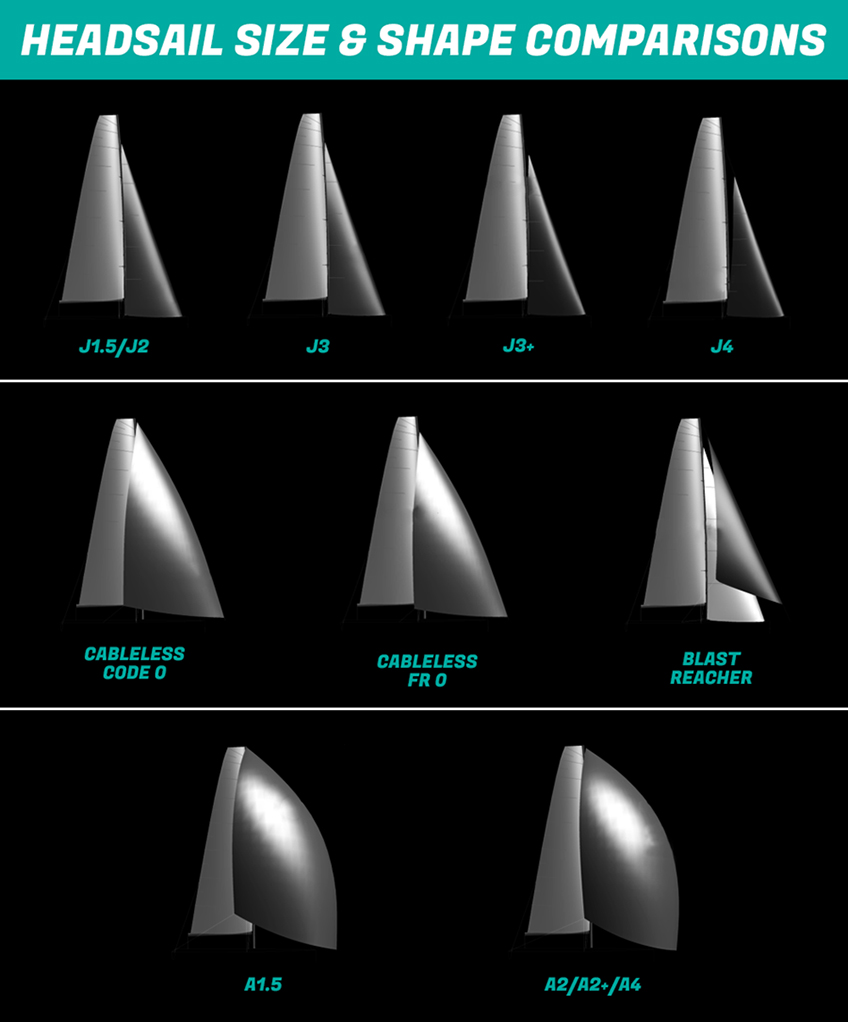 HEADSAIL SIZE & SHAPE COMPARISONS
J1.5/J2
J3
J3+
J4
CABLELESS
CODE 0
CABLELESS
FR 0
BLAST
REACHER
A1.5
A2/A2+/A4